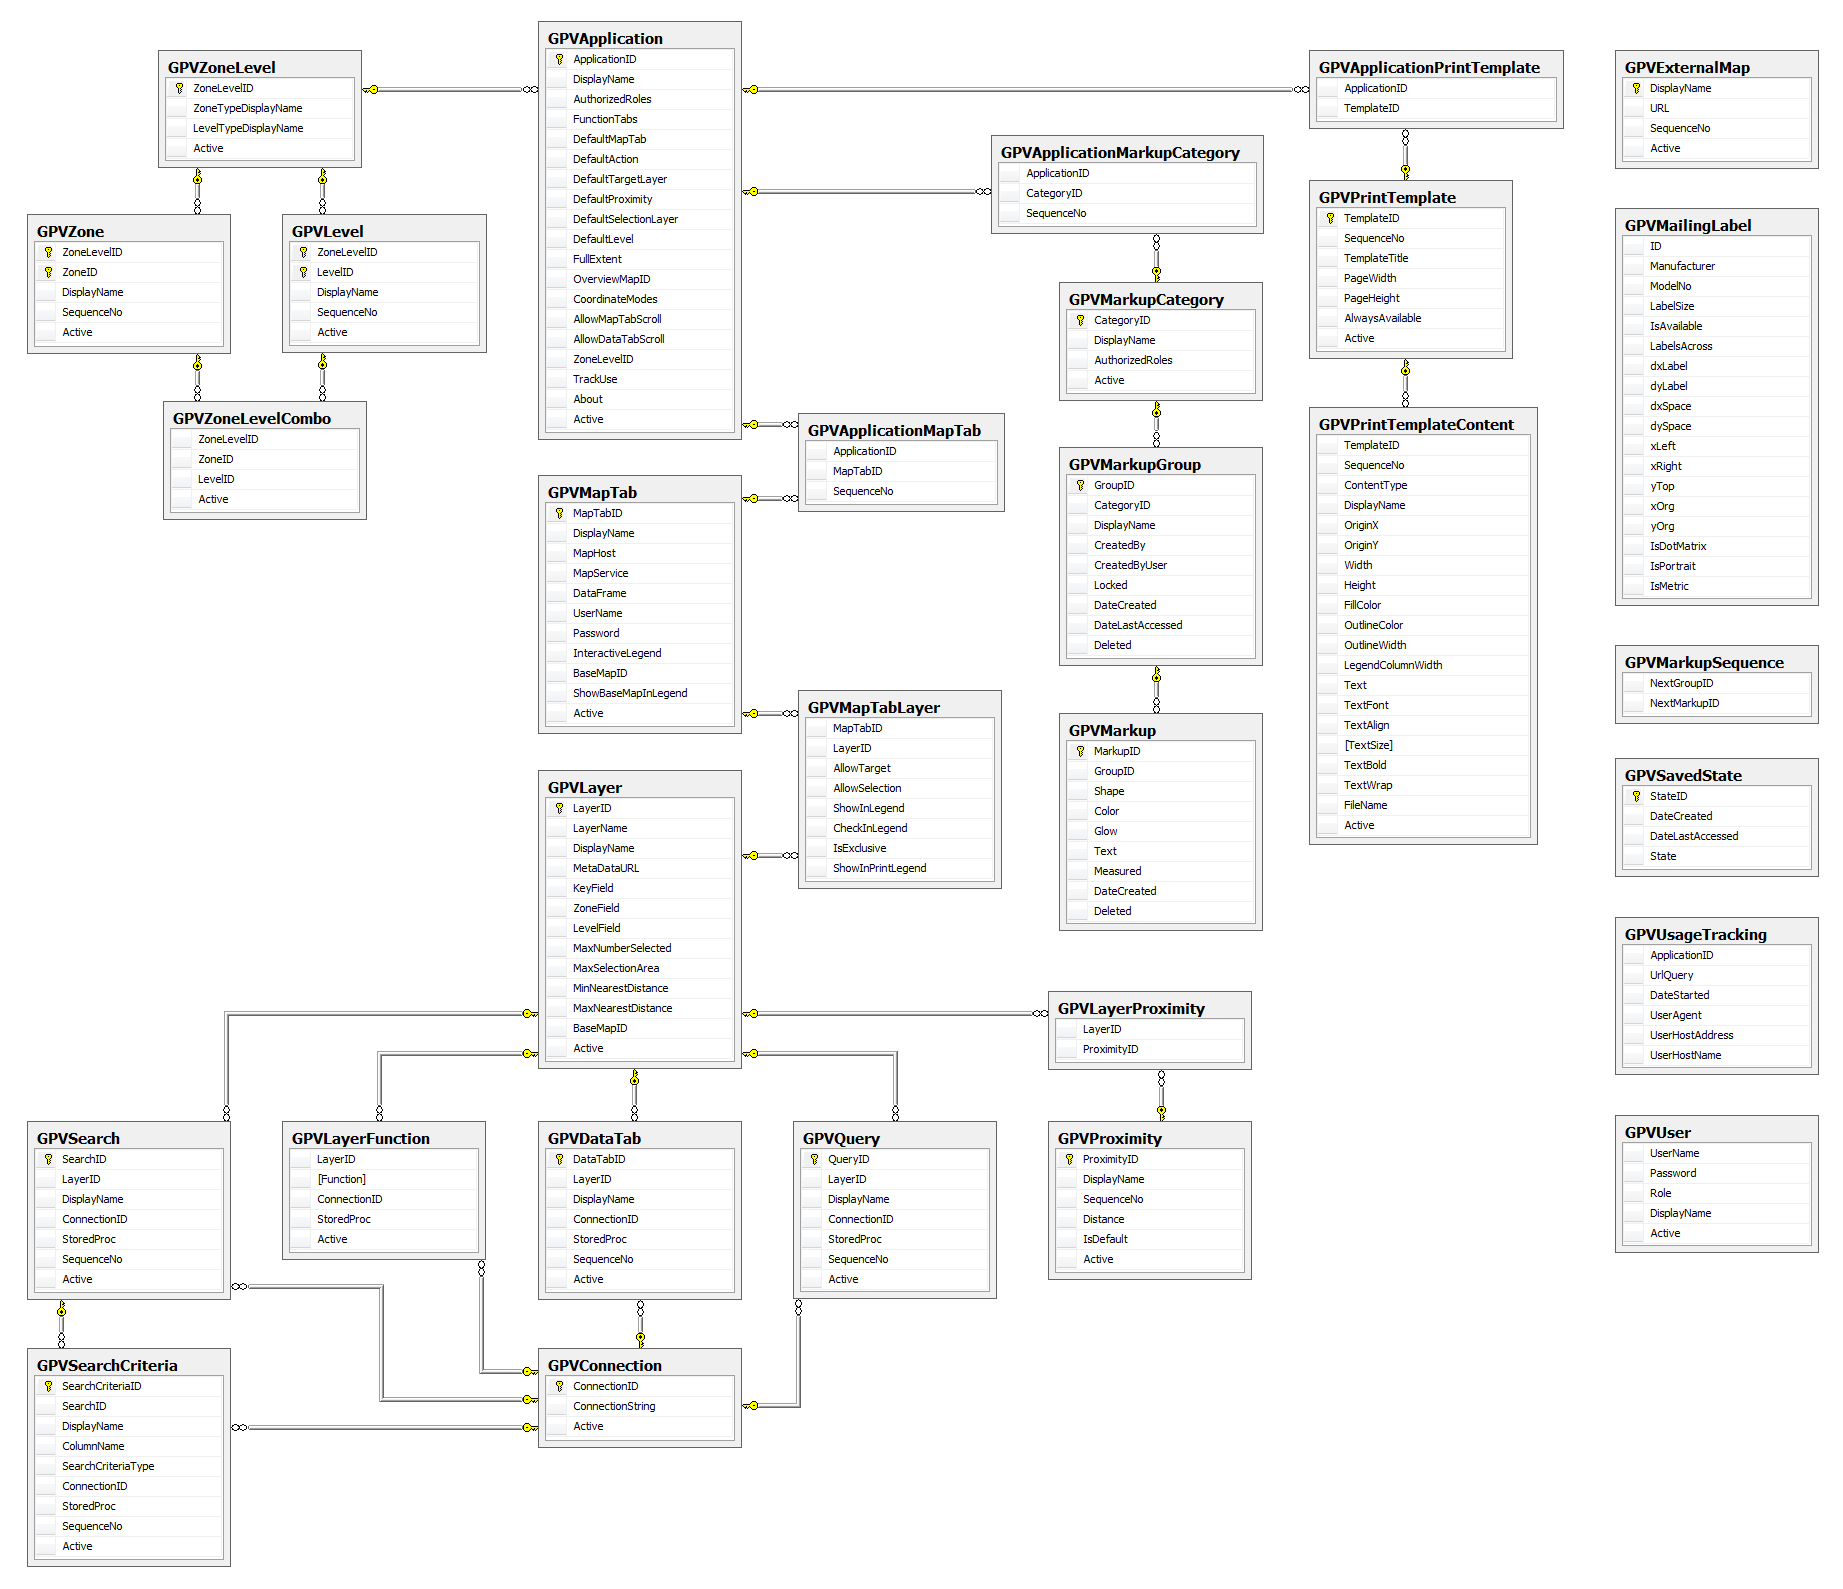 GPVZoneLevel
ZoneLevelID
ZoneTypeDisplayName
LevelTypeDisplayName
Active
GPVZone
ZoneLevelID
ZoneID
DisplayName
SequenceNo
Active
GPVLevel
ZoneLevelID
LevelID
DisplayName
SequenceNo
Active
GPVZoneLevelCombo
ZoneLevelID
ZoneID
LevelID
Active
GPVApplication
ApplicationID
DisplayName
AuthorizedRoles
FunctionTabs
DefaultMapTab
DefaultAction
DefaultTargetLayer
DefaultProximity
DefaultSelectionLayer
DefaultLevel
FullExtent
OverviewMapID
CoordinateModes
AllowMapTabScroll
AllowDataTabScroll
ZoneLevelID
TrackUse
About
Active
GPVApplicationMapTab
ApplicationID
MapTabID
SequenceNo
GPVMapTab
MapTabID
DisplayName
MapHost
MapService
DataFrame
UserName
Password
InteractiveLegend
BaseMapID
ShowBaseMapInLegend
Active
GPVMapTabLayer
MapTabID
LayerID
AllowTarget
AllowSelection
ShowInLegend
CheckInLegend
IsExclusive
ShowInPrintLegend
GPVLayer
LayerID
LayerName
DisplayName
MetaDataURL
KeyField
ZoneField
LevelField
MaxNumberSelected
MaxSelectionArea
MinNearestDistance
MaxNearestDistance
BaseMapID
Active
GPVApplicationMarkupCategory
ApplicationID
CategoryID
SequenceNo
GPVMarkupCategory
CategoryID
DisplayName
AuthorizedRoles
Active
GPVMarkupGroup
GroupID
CategoryID
DisplayName
CreatedBy
CreatedByUser
Locked
DateCreated
DateLastAccessed
Deleted
GPVMarkup
MarkupID
GroupID
Shape
Color
Glow
Text
Measured
DateCreated
Deleted
GPVApplicationPrintTemplate
ApplicationID
TemplateID
GPVPrintTemplate
TemplateID
SequenceNo
TemplateTitle
PageWidth
PageHeight
AlwaysAvailable
Active
GPVPrintTemplateContent
TemplateID
SequenceNo
ContentType
DisplayName
OriginX
OriginY
Width
Height
FillColor
OutlineColor
OutlineWidth
LegendColumnWidth
Text
TextFont
TextAlign
[TextSize]
TextBold
TextWrap
FileName
Active
GPVLayerProximity
LayerID
ProximityID
GPVSearch
SearchID
LayerID
DisplayName
ConnectionID
StoredProc
SequenceNo
Active
GPVLayerFunction
LayerID
[Function]
ConnectionID
StoredProc
Active
GPVDataTab
DataTabID
LayerID
DisplayName
ConnectionID
StoredProc
SequenceNo
Active
GPVQuery
QueryID
LayerID
DisplayName
ConnectionID
StoredProc
SequenceNo
Active
GPVProximity
ProximityID
DisplayName
SequenceNo
Distance
IsDefault
Active
GPVSearchCriteria
SearchCriteriaID
SearchID
DisplayName
ColumnName
SearchCriteriaType
ConnectionID
StoredProc
SequenceNo
Active
GPVConnection
ConnectionID
ConnectionString
Active
GPVExternalMap
DisplayName
URL
SequenceNo
Active
GPVMailingLabel
ID
Manufacturer
ModelNo
LabelSize
IsAvailable
LabelsAcross
dxLabel
dyLabel
dxSpace
dySpace
xLeft
xRight
yTop
xOrg
yOrg
IsDotMatrix
IsPortrait
IsMetric
GPVMarkupSequence
NextGroupID
NextMarkupID
GPVSavedState
StateID
DateCreated
DateLastAccessed
State
GPVUsageTracking
ApplicationID
UrlQuery
DateStarted
UserAgent
UserHostAddress
UserHostName
GPVUser
UserName
Password
Role
DisplayName
Active